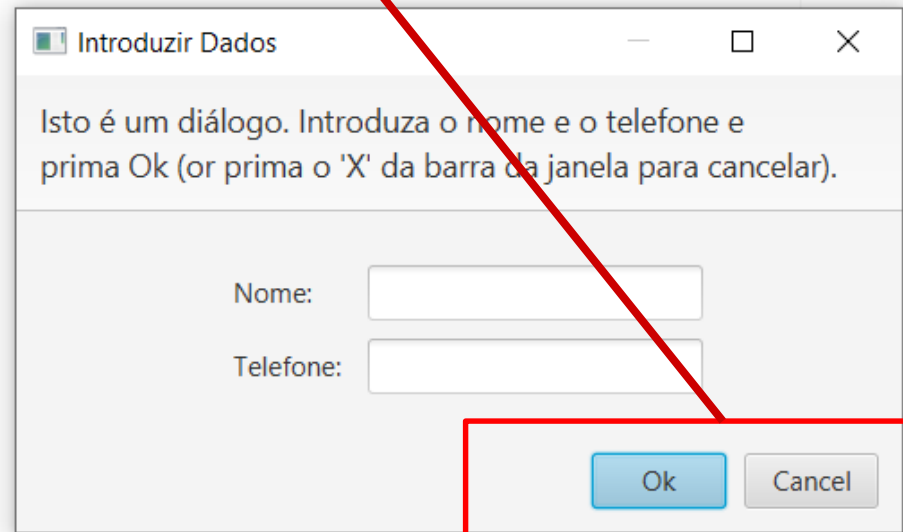 Introduzir Dados
Isto é um diálogo. Introduza o nome e o telefone e
prima Ok (or prima o 'X' da barra da janela para cancelar).
Nome:
Telefone:
Ok Cancel